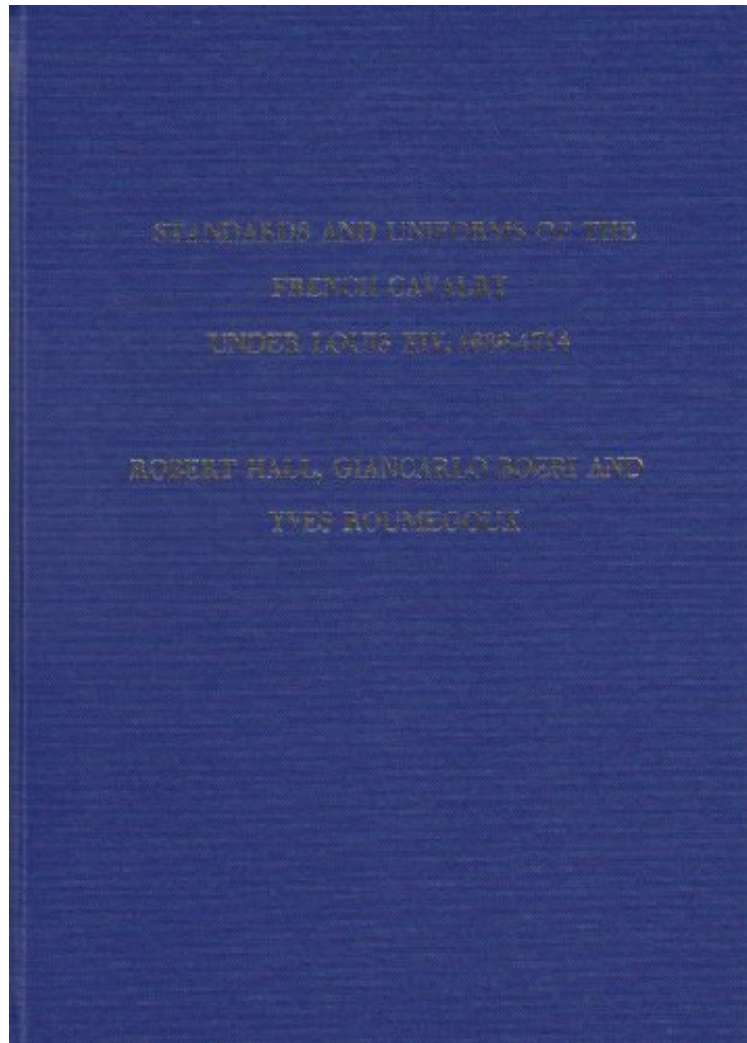 STANDARDS AND UNIFORMS OF THE
FRENCH CAVALRY
UNDER LOUIS XIV, 1688-1714
ROBERT HALL, GIANCARLO BOERI AND
YVES ROUMEGOUX